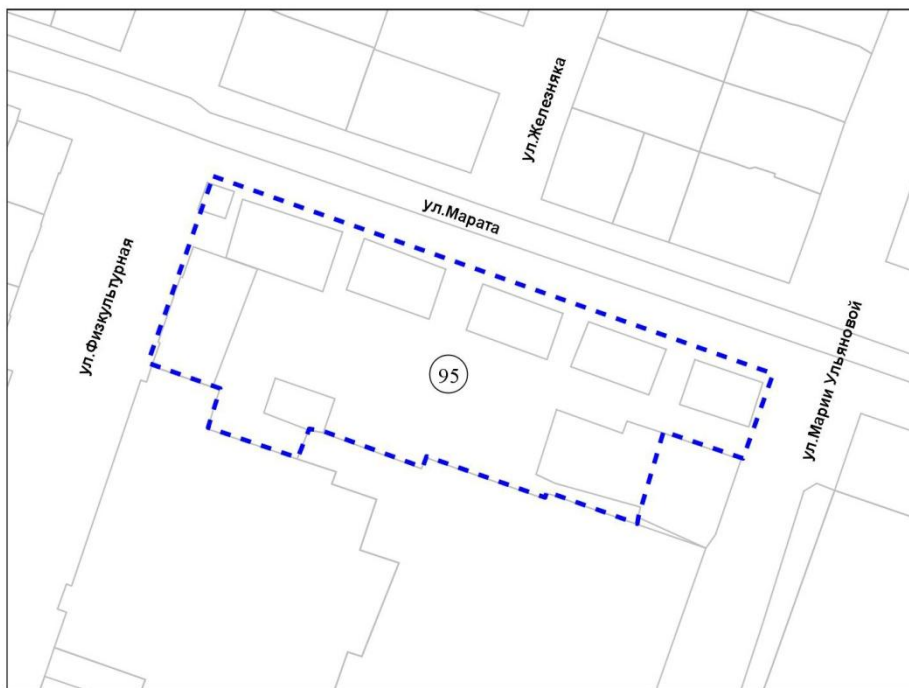 ул.Железняка
ул.Марата
ул.Физкультурная
95
ул.Марии Ульяновой